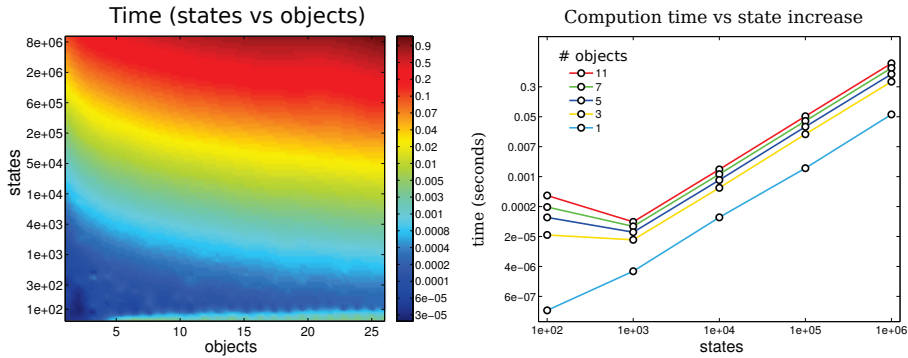 Time (states vs objects)
8e+06
2e+06
6e+05
2e+05
5e+04
1e+04
4e+03
1e+03
3e+02
1e+02
states
5
10
15
20
25
objects
0.9
0.5
0.2
0.1
0.07
0.04
0.02
0.01
0.005
0.003
0.001
0.0008
0.0004
0.0002
0.0001
6e-05
3e-05
Compution time vs state increase
# objects
11
7
5
3
1
0.3
0.05
0.007
0.001
0.0002
2e-05
4e-06
6e-07
time (seconds)
1e+02
1e+03
1e+04
1e+05
1e+06
states